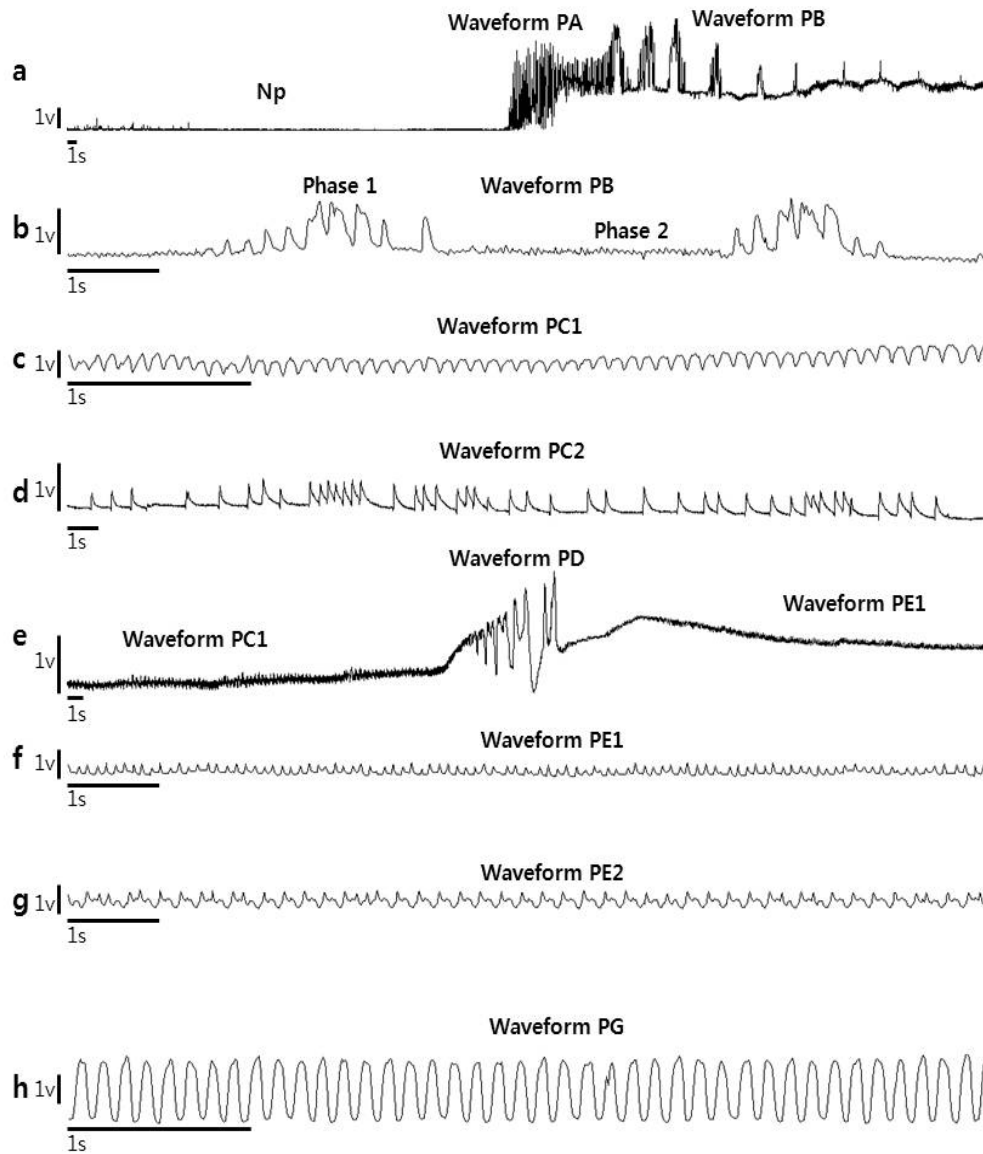 Waveform PA
Waveform PB
a
Np
1v
1s
Phase 1
Waveform PB
b
1v
Phase 2
1s
Waveform PC1
c
1v
1s
Waveform PC2
d
1v
1s
Waveform PD
Waveform PE1
e
Waveform PC1
1v
1s
Waveform PE1
f
1v
1s
Waveform PE2
g
1v
1s
Waveform PG
h
1v
1s